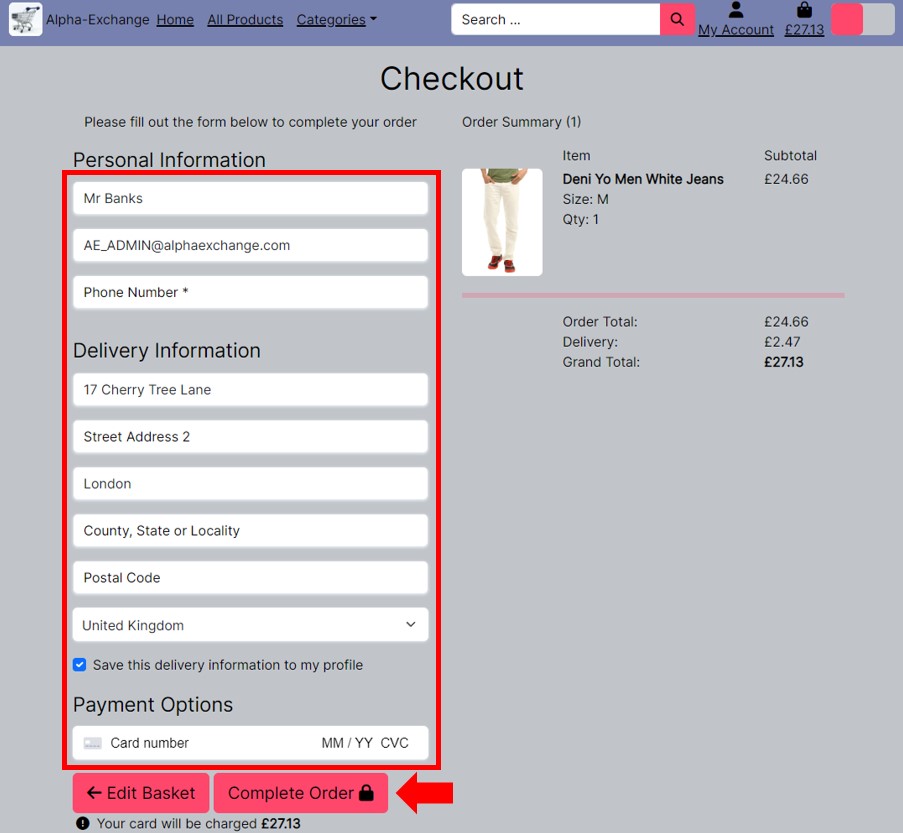 Alpha-Exchange Home All Products Categories Search ... My Account £27.13
Checkout
Please fill out the form below to complete your order
Personal Information
Mr Banks
AE_ADMIN@alphaexchange.com
Phone Number *
Delivery Information
17 Cherry Tree Lane
Street Address 2
London
County, State or Locality
Postal Code
United Kingdom
Save this delivery information to my profile
Payment Options
Card number MM / YY CVC
Edit Basket Complete Order
Your card will be charged £27.13
Order Summary (1)
Item Subtotal
Deni Yo Men White Jeans £24.66
Size: M
Qty: 1
Order Total: £24.66
Delivery: £2.47
Grand Total: £27.13